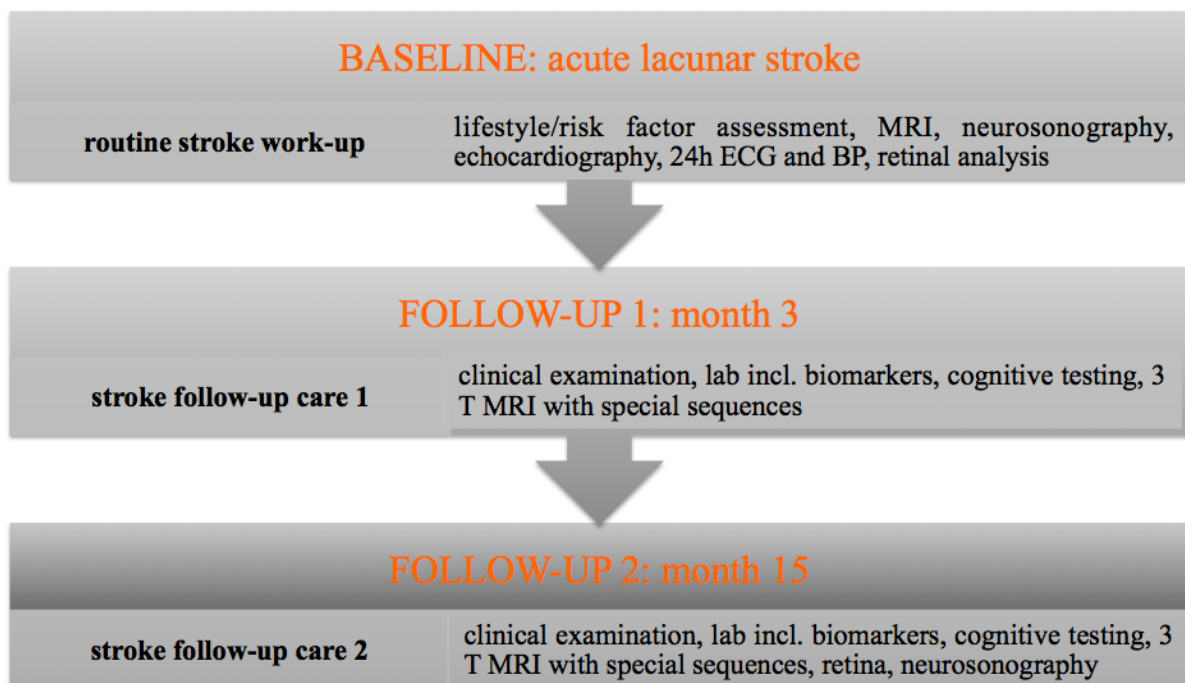 BASELINE: acute lacunar stroke
routine stroke work-up
lifestyle/risk factor assessment, MRI, neurosonography,
echocardiography, 24h ECG and BP, retinal analysis
FOLLOW-UP 1: month 3
stroke follow-up care 1
clinical examination, lab incl. biomarkers, cognitive testing, 3
T MRI with special sequences
FOLLOW-UP 2: month 15
stroke follow-up care 2
clinical examination, lab incl. biomarkers, cognitive testing, 3
T MRI with special sequences, retina, neurosonography